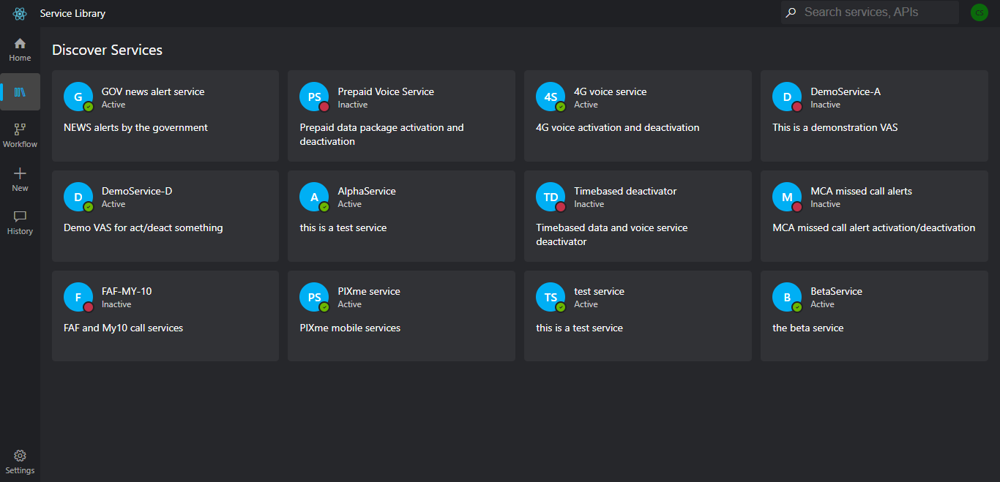 Service Library
Search services, APIs
CS
Home
Workflow
New
History
Settings
Discover Services
G
GOV news alert service
Active
NEWS alerts by the government
PS
Prepaid Voice Service
Inactive
Prepaid data package activation and
deactivation
4S
4G voice service
Active
4G voice activation and deactivation
D
DemoService-A
Inactive
This is a demonstration VAS
D
DemoService-D
Active
Demo VAS for act/deact something
A
AlphaService
Active
this is a test service
TD
Timebased deactivator
Inactive
Timebased data and voice service
deactivator
M
MCA missed call alerts
Inactive
MCA missed call alert activation/deactivation
F
FAF-MY-10
Inactive
FAF and My10 call services
PS
PIXme service
Active
PIXme mobile services
TS
test service
Active
this is a test service
B
BetaService
Active
the beta service